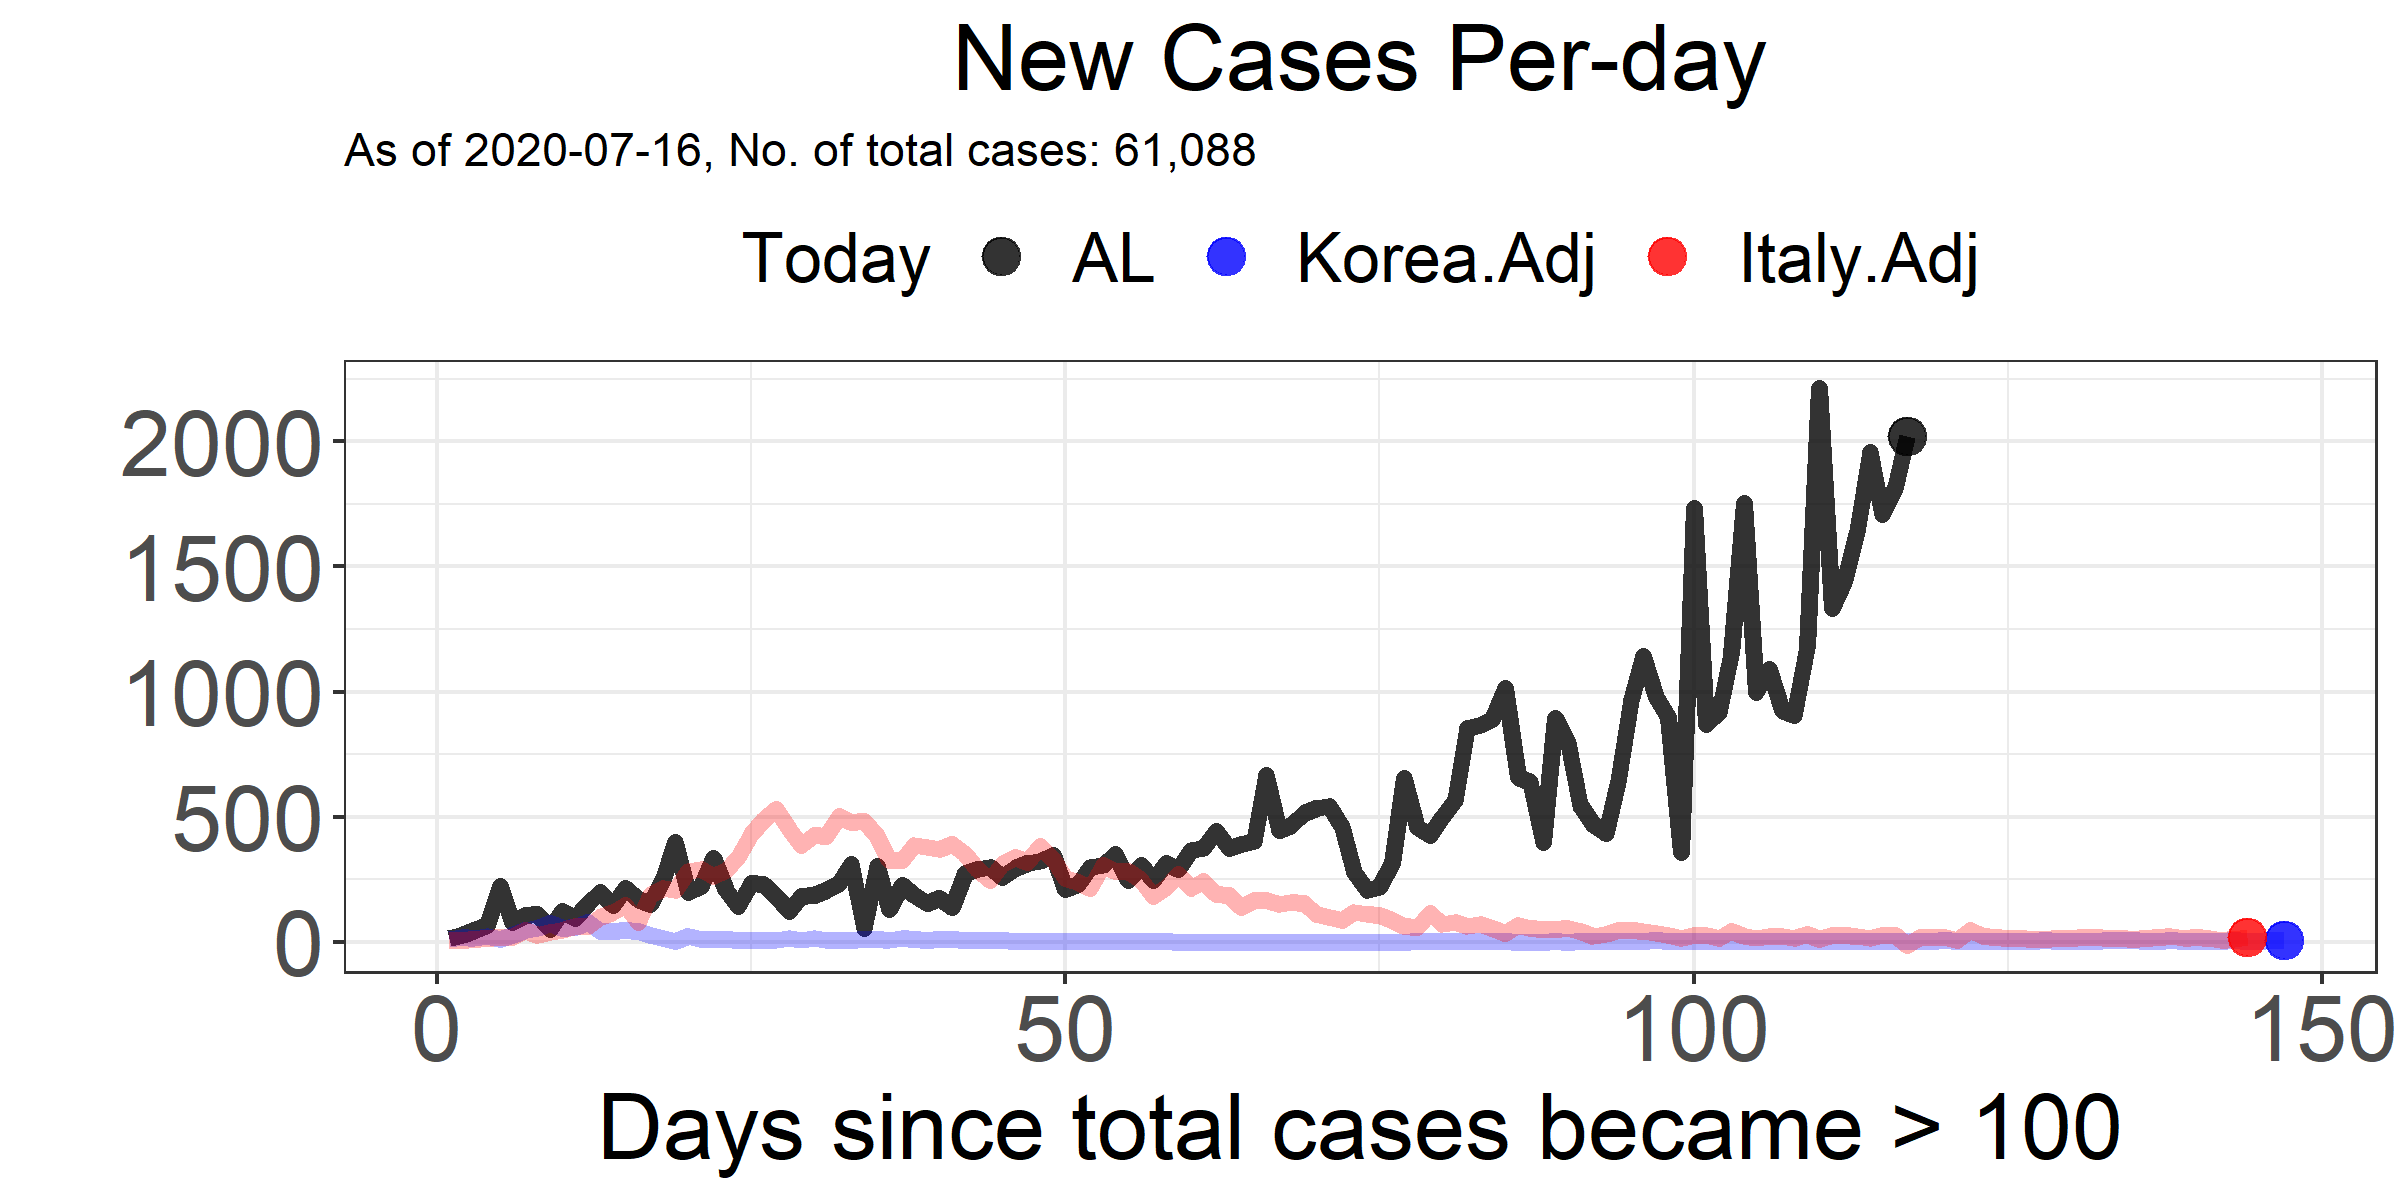 New Cases Per-day
As of 2020-07-16, No. of total cases: 61,088
Today AL Korea.Adj Italy.Adj
2000
1500
1000
500
0
0 50 100 150
Days since total cases became > 100